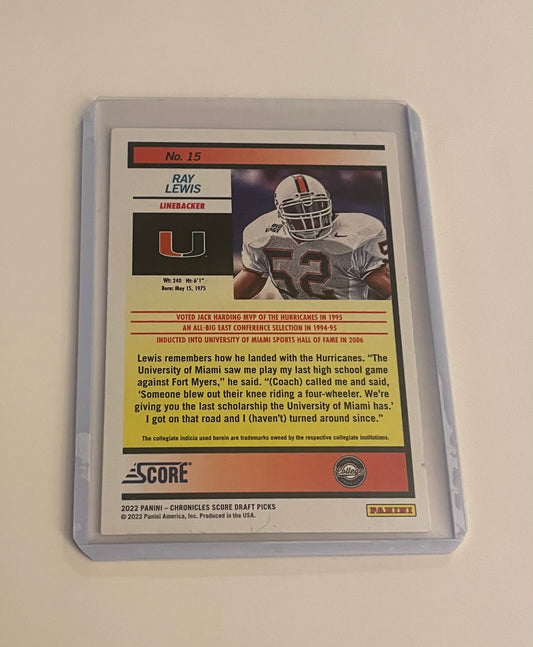 No. 15
RAY
LEWIS
LINEBACKER
U
Wt: 240 Ht: 6'1"
Born: May 15, 1975
BIG
EAST
52
52
VOTED JACK HARDING MVP OF THE HURRICANES IN 1995
AN ALL-BIG EAST CONFERENCE SELECTION IN 1994-95
INDUCTED INTO UNIVERSITY OF MIAMI SPORTS HALL OF FAME IN 2006
Lewis remembers how he landed with the Hurricanes. “The
University of Miami saw me play my last high school game
against Fort Myers,” he said. “(Coach) called me and said,
‘Someone blew out their knee riding a four-wheeler. We're
giving you the last scholarship the University of Miami has.’
I got on that road and I (haven't) turned around since.”
The collegiate indicia used herein are trademarks owned by the respective collegiate institutions.
SCORE
College
2022 PANINI – CHRONICLES SCORE DRAFT PICKS
© 2022 Panini America, Inc. Produced in the USA.
PANINI